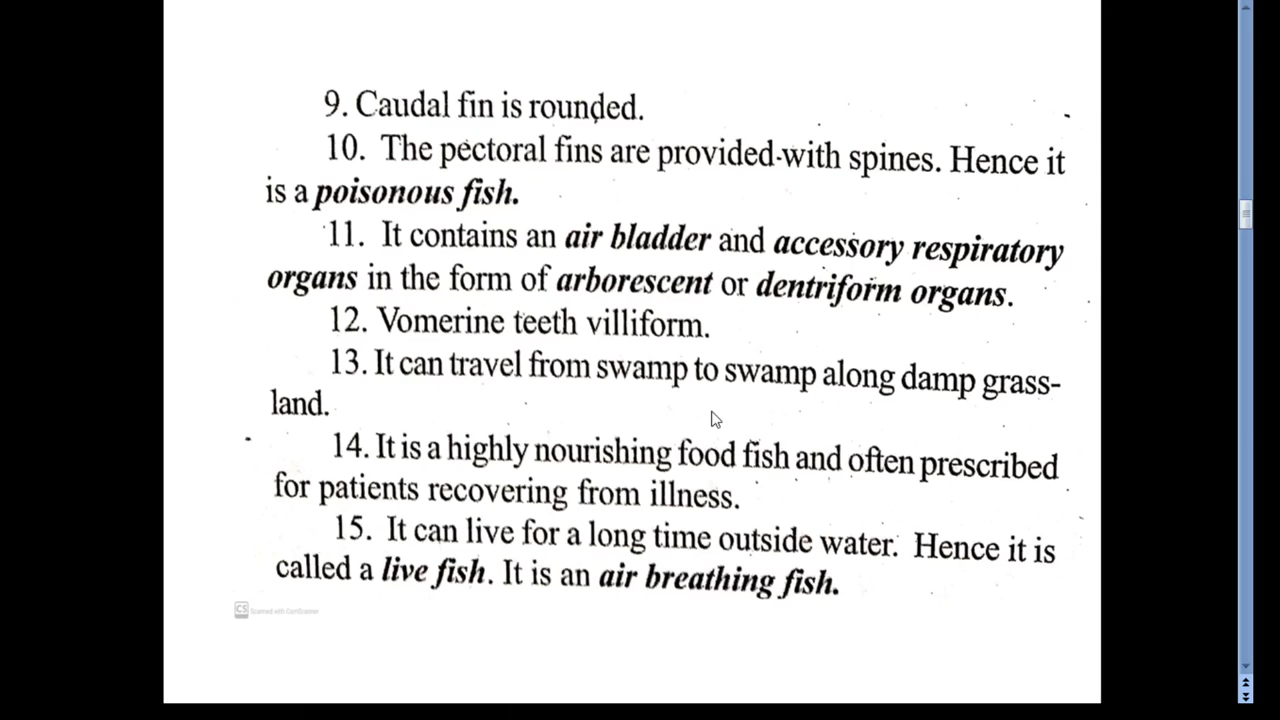 9. Caudal fin is rounded.
10. The pectoral fins are provided-with spines. Hence it
is a poisonous fish.
11. It contains an air bladder and accessory respiratory
organs in the form of arborescent or dentriform organs.
12. Vomerine teeth villiform.
13. It can travel from swamp to swamp along damp grass-
land.
14. It is a highly nourishing food fish and often prescribed
for patients recovering from illness.
15. It can live for a long time outside water. Hence it is
called a live fish. It is an air breathing fish.
CS Scanned with CamScanner